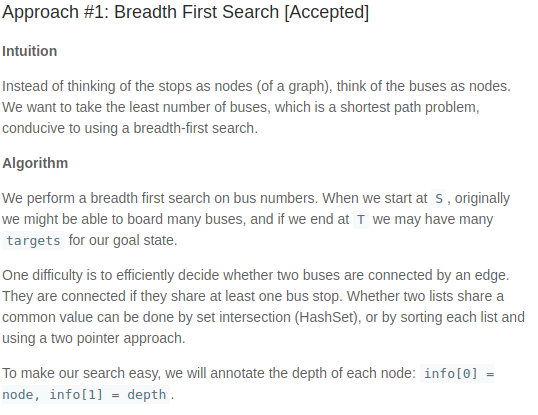 Approach #1: Breadth First Search [Accepted]
Intuition
Instead of thinking of the stops as nodes (of a graph), think of the buses as nodes.
We want to take the least number of buses, which is a shortest path problem,
conducive to using a breadth-first search.
Algorithm
We perform a breadth first search on bus numbers. When we start at S, originally
we might be able to board many buses, and if we end at T we may have many
targets for our goal state.
One difficulty is to efficiently decide whether two buses are connected by an edge.
They are connected if they share at least one bus stop. Whether two lists share a
common value can be done by set intersection (HashSet), or by sorting each list and
using a two pointer approach.
To make our search easy, we will annotate the depth of each node: info[0] =
node, info[1] = depth.